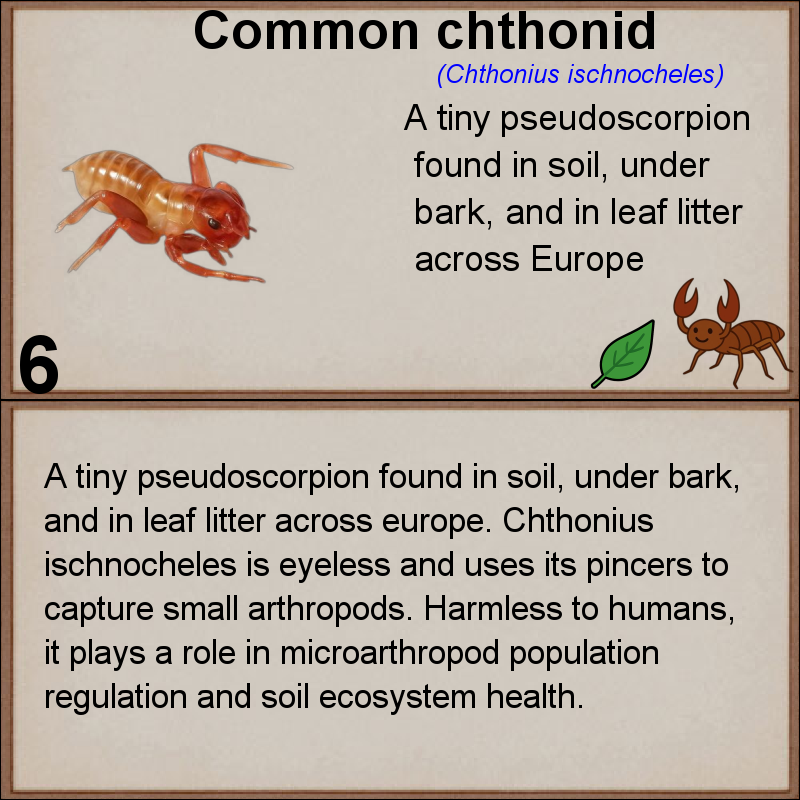 Common chthonid
(Chthonius ischnocheles)
A tiny pseudoscorpion
found in soil, under
bark, and in leaf litter
across Europe
6
A tiny pseudoscorpion found in soil, under bark,
and in leaf litter across europe. Chthonius
ischnocheles is eyeless and uses its pincers to
capture small arthropods. Harmless to humans,
it plays a role in microarthropod population
regulation and soil ecosystem health.